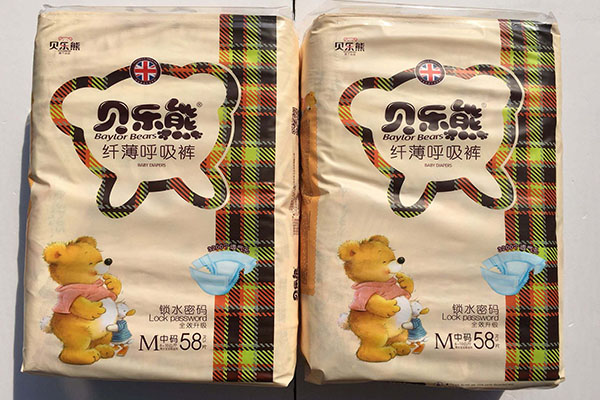 贝乐熊
贝乐熊®
Baylor Bears
纤薄呼吸裤
BABY DIAPERS
锁水密码
Lock password
全效升级
M中码58片
贝乐熊
贝乐熊®
Baylor Bears
纤薄呼吸裤
BABY DIAPERS
锁水密码
Lock password
全效升级
M中码58片